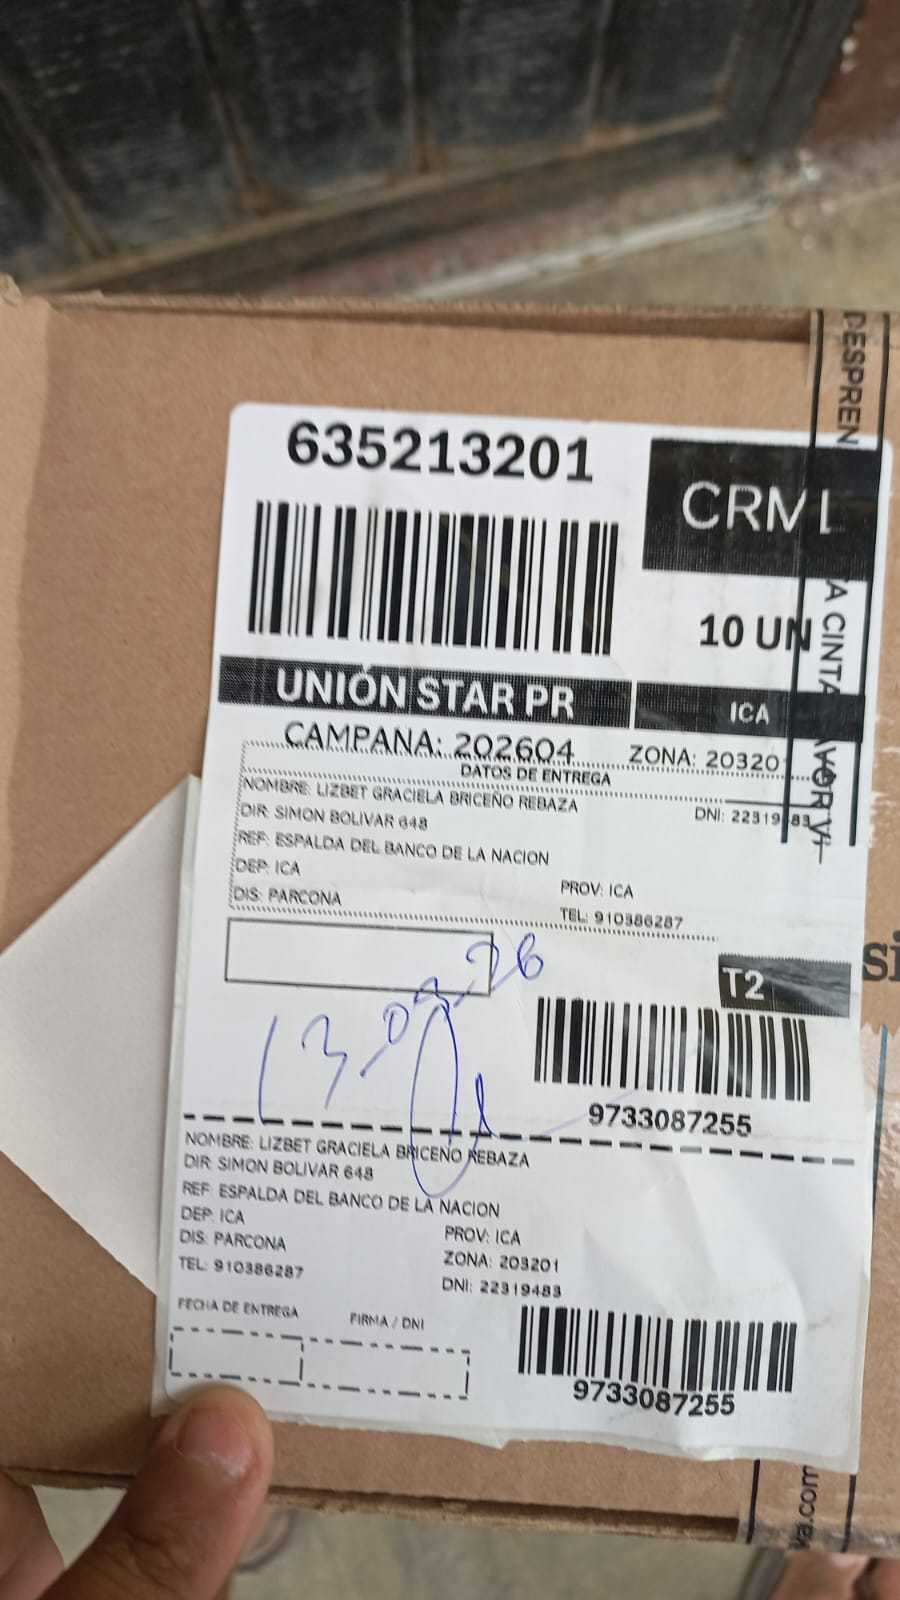 635213201
CRM
10 UN
UNIÓN STAR PR
ICA
CAMPAÑA: 202604
ZONA: 20320
DATOS DE ENTREGA
NOMBRE: LIZBET GRACIELA BRICEÑO REBAZA
DNI: 22319483
DIR: SIMON BOLIVAR 648
REF: ESPALDA DEL BANCO DE LA NACION
DEP: ICA
PROV: ICA
DIS: PARCONA
TEL: 910386287
T2
9733087255
NOMBRE: LIZBET GRACIELA BRICEÑO REBAZA
DIR: SIMON BOLIVAR 648
REF: ESPALDA DEL BANCO DE LA NACION
DEP: ICA
PROV: ICA
DIS: PARCONA
ZONA: 203201
TEL: 910386287
DNI: 22319483
FECHA DE ENTREGA
FIRMA / DNI
9733087255
DESPREN
A CINTA